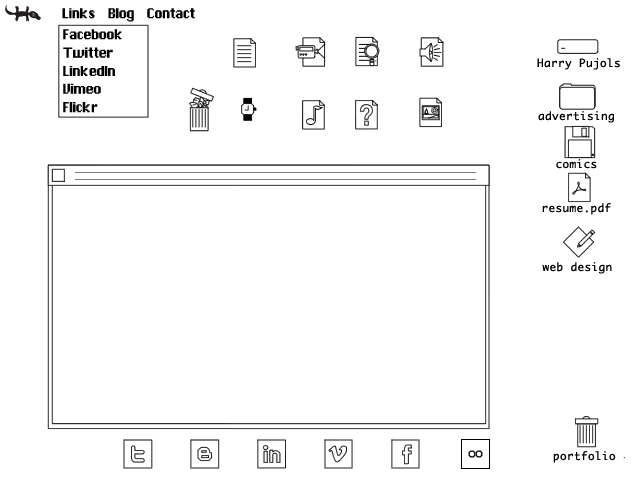 Links Blog Contact
Facebook
Twitter
LinkedIn
Vimeo
Flickr
Harry Pujols
advertising
comics
resume.pdf
web design
portfolio